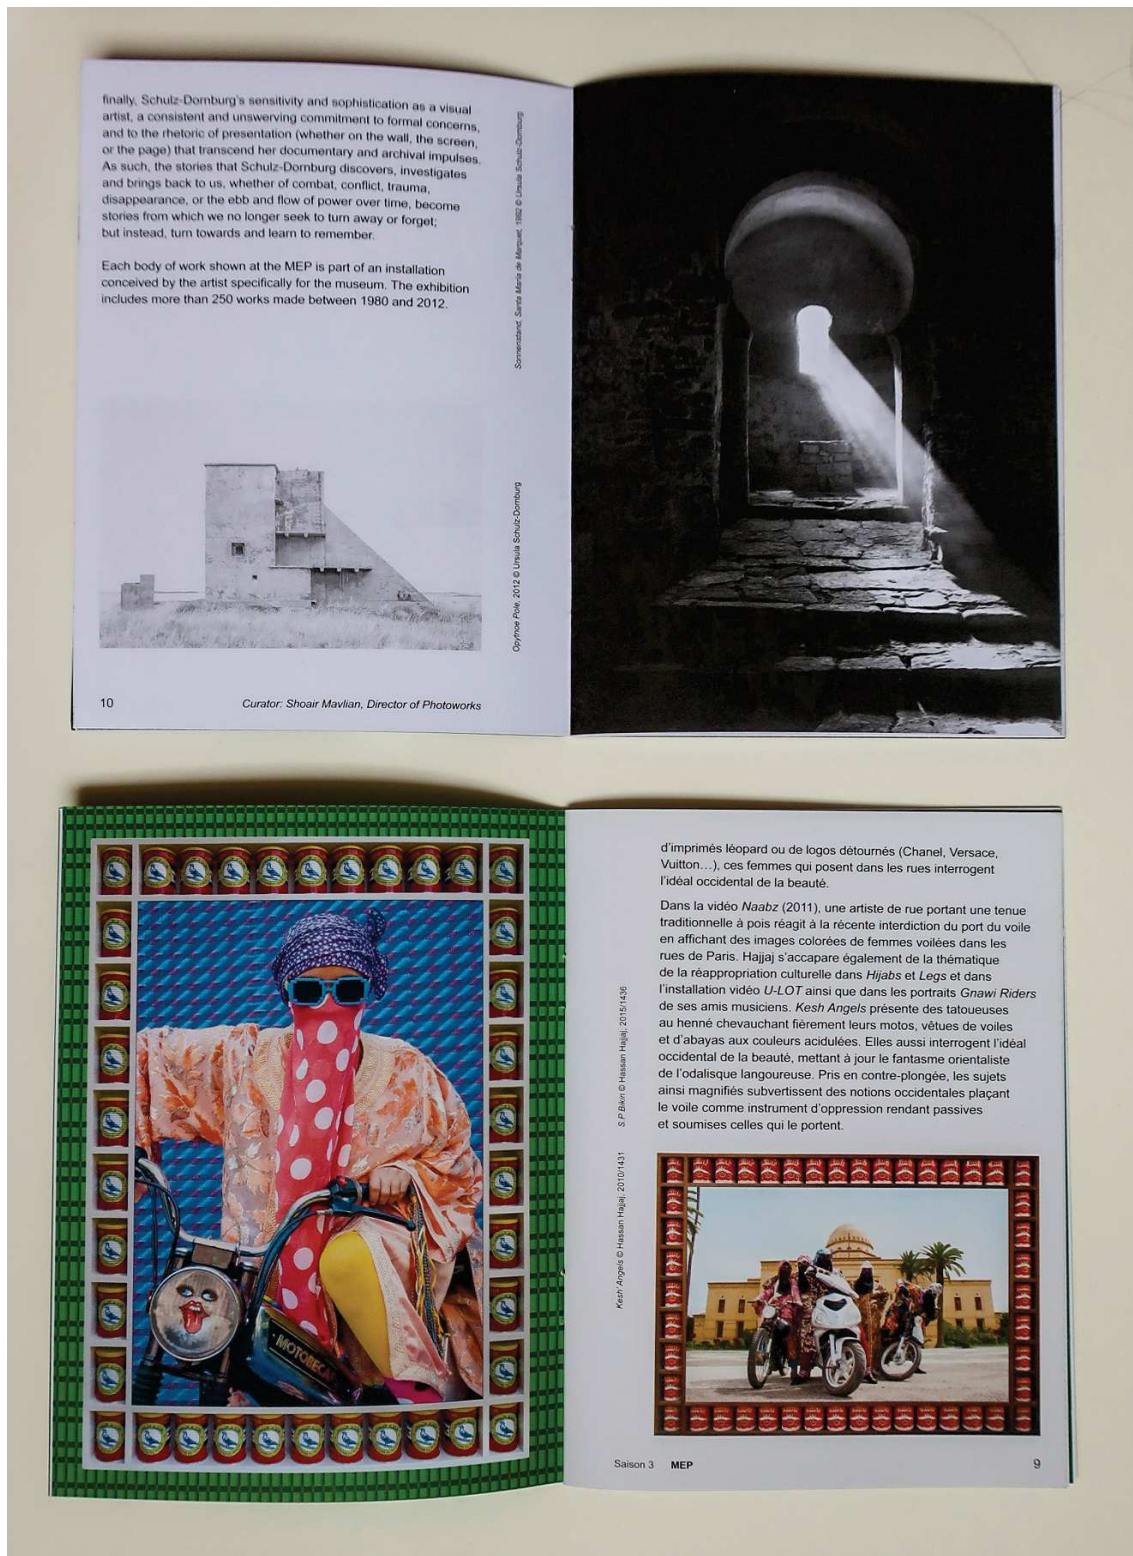 finally, Schulz-Dornburg's sensitivity and sophistication as a visual
artist, a consistent and unswerving commitment to formal concerns,
and to the rhetoric of presentation (whether on the wall, the screen,
or the page) that transcend her documentary and archival impulses.
As such, the stories that Schulz-Dornburg discovers, investigates
and brings back to us, whether of combat, conflict, trauma,
disappearance, or the ebb and flow of power over time, become
stories from which we no longer seek to turn away or forget;
but instead, turn towards and learn to remember.
Each body of work shown at the MEP is part of an installation
conceived by the artist specifically for the museum. The exhibition
includes more than 250 works made between 1980 and 2012.
Sonnenstand, Santa Maria de Marquet, 1992 © Ursula Schulz-Dornburg
Opytnoe Pole, 2012 © Ursula Schulz-Dornburg
10
Curator: Shoair Mavlian, Director of Photoworks
MOTOBEC
d'imprimés léopard ou de logos détournés (Chanel, Versace,
Vuitton…), ces femmes qui posent dans les rues interrogent
l'idéal occidental de la beauté.
Dans la vidéo Naabz (2011), une artiste de rue portant une tenue
traditionnelle à pois réagit à la récente interdiction du port du voile
en affichant des images colorées de femmes voilées dans les
rues de Paris. Hajjaj s'accapare également de la thématique
de la réappropriation culturelle dans Hijabs et Legs et dans
l'installation vidéo U-LOT ainsi que dans les portraits Gnawi Riders
de ses amis musiciens. Kesh Angels présente des tatoueuses
au henné chevauchant fièrement leurs motos, vêtues de voiles
et d'abayas aux couleurs acidulées. Elles aussi interrogent l'idéal
occidental de la beauté, mettant à jour le fantasme orientaliste
de l'odalisque langoureuse. Pris en contre-plongée, les sujets
ainsi magnifiés subvertissent des notions occidentales plaçant
le voile comme instrument d'oppression rendant passives
et soumises celles qui le portent.
S.P Bikin © Hassan Hajjaj, 2015/1436
Kesh' Angels © Hassan Hajjaj, 2010/1431
Saison 3 MEP
9